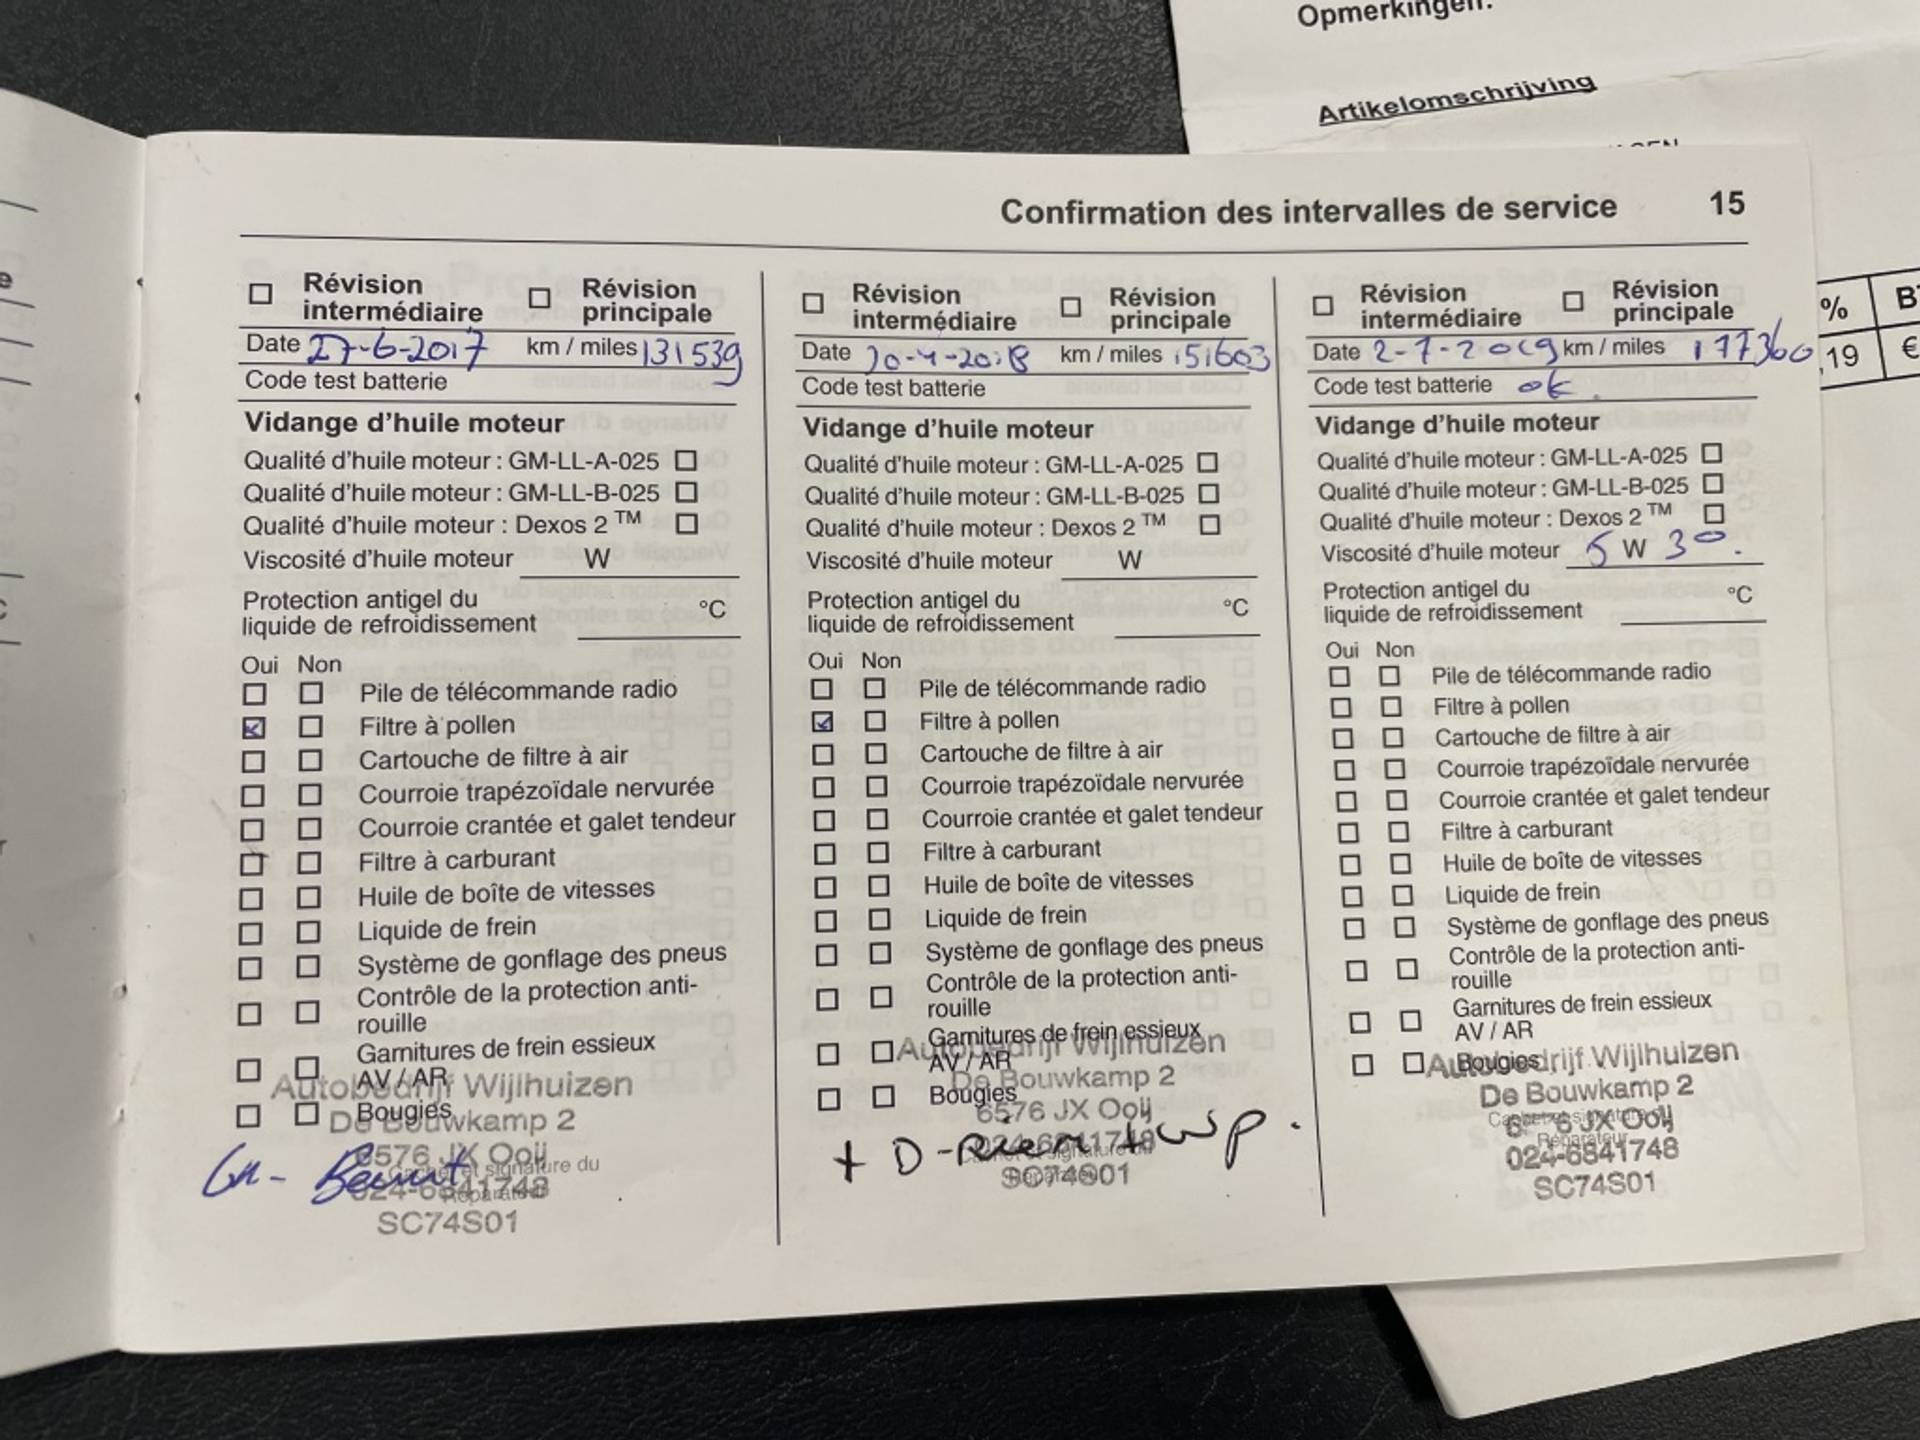 Opmerkingen:
Artikelomschrijving
%
19
€
Confirmation des intervalles de service 15
Révision intermédiaire
Révision principale
Date 27-6-2017 km / miles 131539
Code test batterie
Vidange d'huile moteur
Qualité d'huile moteur : GM-LL-A-025
Qualité d'huile moteur : GM-LL-B-025
Qualité d'huile moteur : Dexos 2 TM
Viscosité d'huile moteur W
Protection antigel du
liquide de refroidissement °C
Oui Non
Pile de télécommande radio
Filtre à pollen
Cartouche de filtre à air
Courroie trapézoïdale nervurée
Courroie crantée et galet tendeur
Filtre à carburant
Huile de boîte de vitesses
Liquide de frein
Système de gonflage des pneus
Contrôle de la protection anti-
rouille
Garnitures de frein essieux
AV / AR
Bougies
Cachet et signature du
Réparateur
Autobedrijf Wijlhuizen
De Bouwkamp 2
6576 JX Ooij
024-6841748
SC74S01
Révision intermédiaire
Révision principale
Date 20-4-2018 km / miles 151603
Code test batterie
Vidange d'huile moteur
Qualité d'huile moteur : GM-LL-A-025
Qualité d'huile moteur : GM-LL-B-025
Qualité d'huile moteur : Dexos 2 TM
Viscosité d'huile moteur W
Protection antigel du
liquide de refroidissement °C
Oui Non
Pile de télécommande radio
Filtre à pollen
Cartouche de filtre à air
Courroie trapézoïdale nervurée
Courroie crantée et galet tendeur
Filtre à carburant
Huile de boîte de vitesses
Liquide de frein
Système de gonflage des pneus
Contrôle de la protection anti-
rouille
Garnitures de frein essieux
AV / AR
Bougies
Autobedrijf Wijlhuizen
De Bouwkamp 2
6576 JX Ooij
024-6841748
SC74S01
+ D-Riem + wp.
Révision intermédiaire
Révision principale
Date 2-7-2019 km / miles 177360
Code test batterie ok.
Vidange d'huile moteur
Qualité d'huile moteur : GM-LL-A-025
Qualité d'huile moteur : GM-LL-B-025
Qualité d'huile moteur : Dexos 2 TM
Viscosité d'huile moteur 5 W 30.
Protection antigel du
liquide de refroidissement °C
Oui Non
Pile de télécommande radio
Filtre à pollen
Cartouche de filtre à air
Courroie trapézoïdale nervurée
Courroie crantée et galet tendeur
Filtre à carburant
Huile de boîte de vitesses
Liquide de frein
Système de gonflage des pneus
Contrôle de la protection anti-
rouille
Garnitures de frein essieux
AV / AR
Bougies
Cachet et signature du
Réparateur
Autobedrijf Wijlhuizen
De Bouwkamp 2
6576 JX Ooij
024-6841748
SC74S01